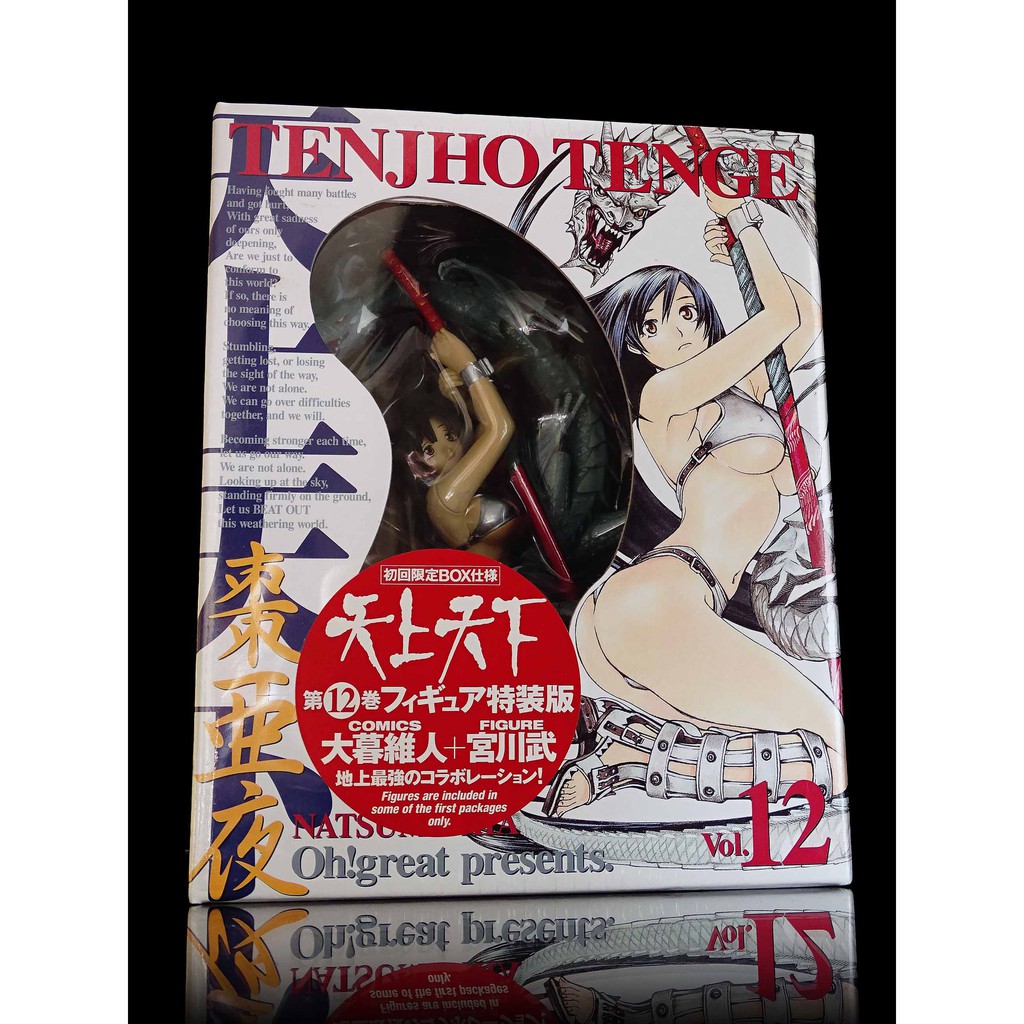 TENJHO TENGE
Having fought many battles
and got hurt,
With great sadness
of ours only
deepening,
Are we just to
conform to
this world?
If so, there is
no meaning of
choosing this way.
Stumbling,
getting lost, or losing
the sight of the way,
We are not alone.
We can go over difficulties
together, and we will.
Becoming stronger each time,
let us go our way.
We are not alone.
Looking up at the sky,
standing firmly on the ground,
Let us BEAT OUT
this weathering world.
棗亜夜
初回限定BOX仕様
天上天下
第12巻フィギュア特装版
COMICS FIGURE
大暮維人+宮川武
地上最強のコラボレーション!
Figures are included in
some of the first packages
only.
Vol.12
Oh!great presents.